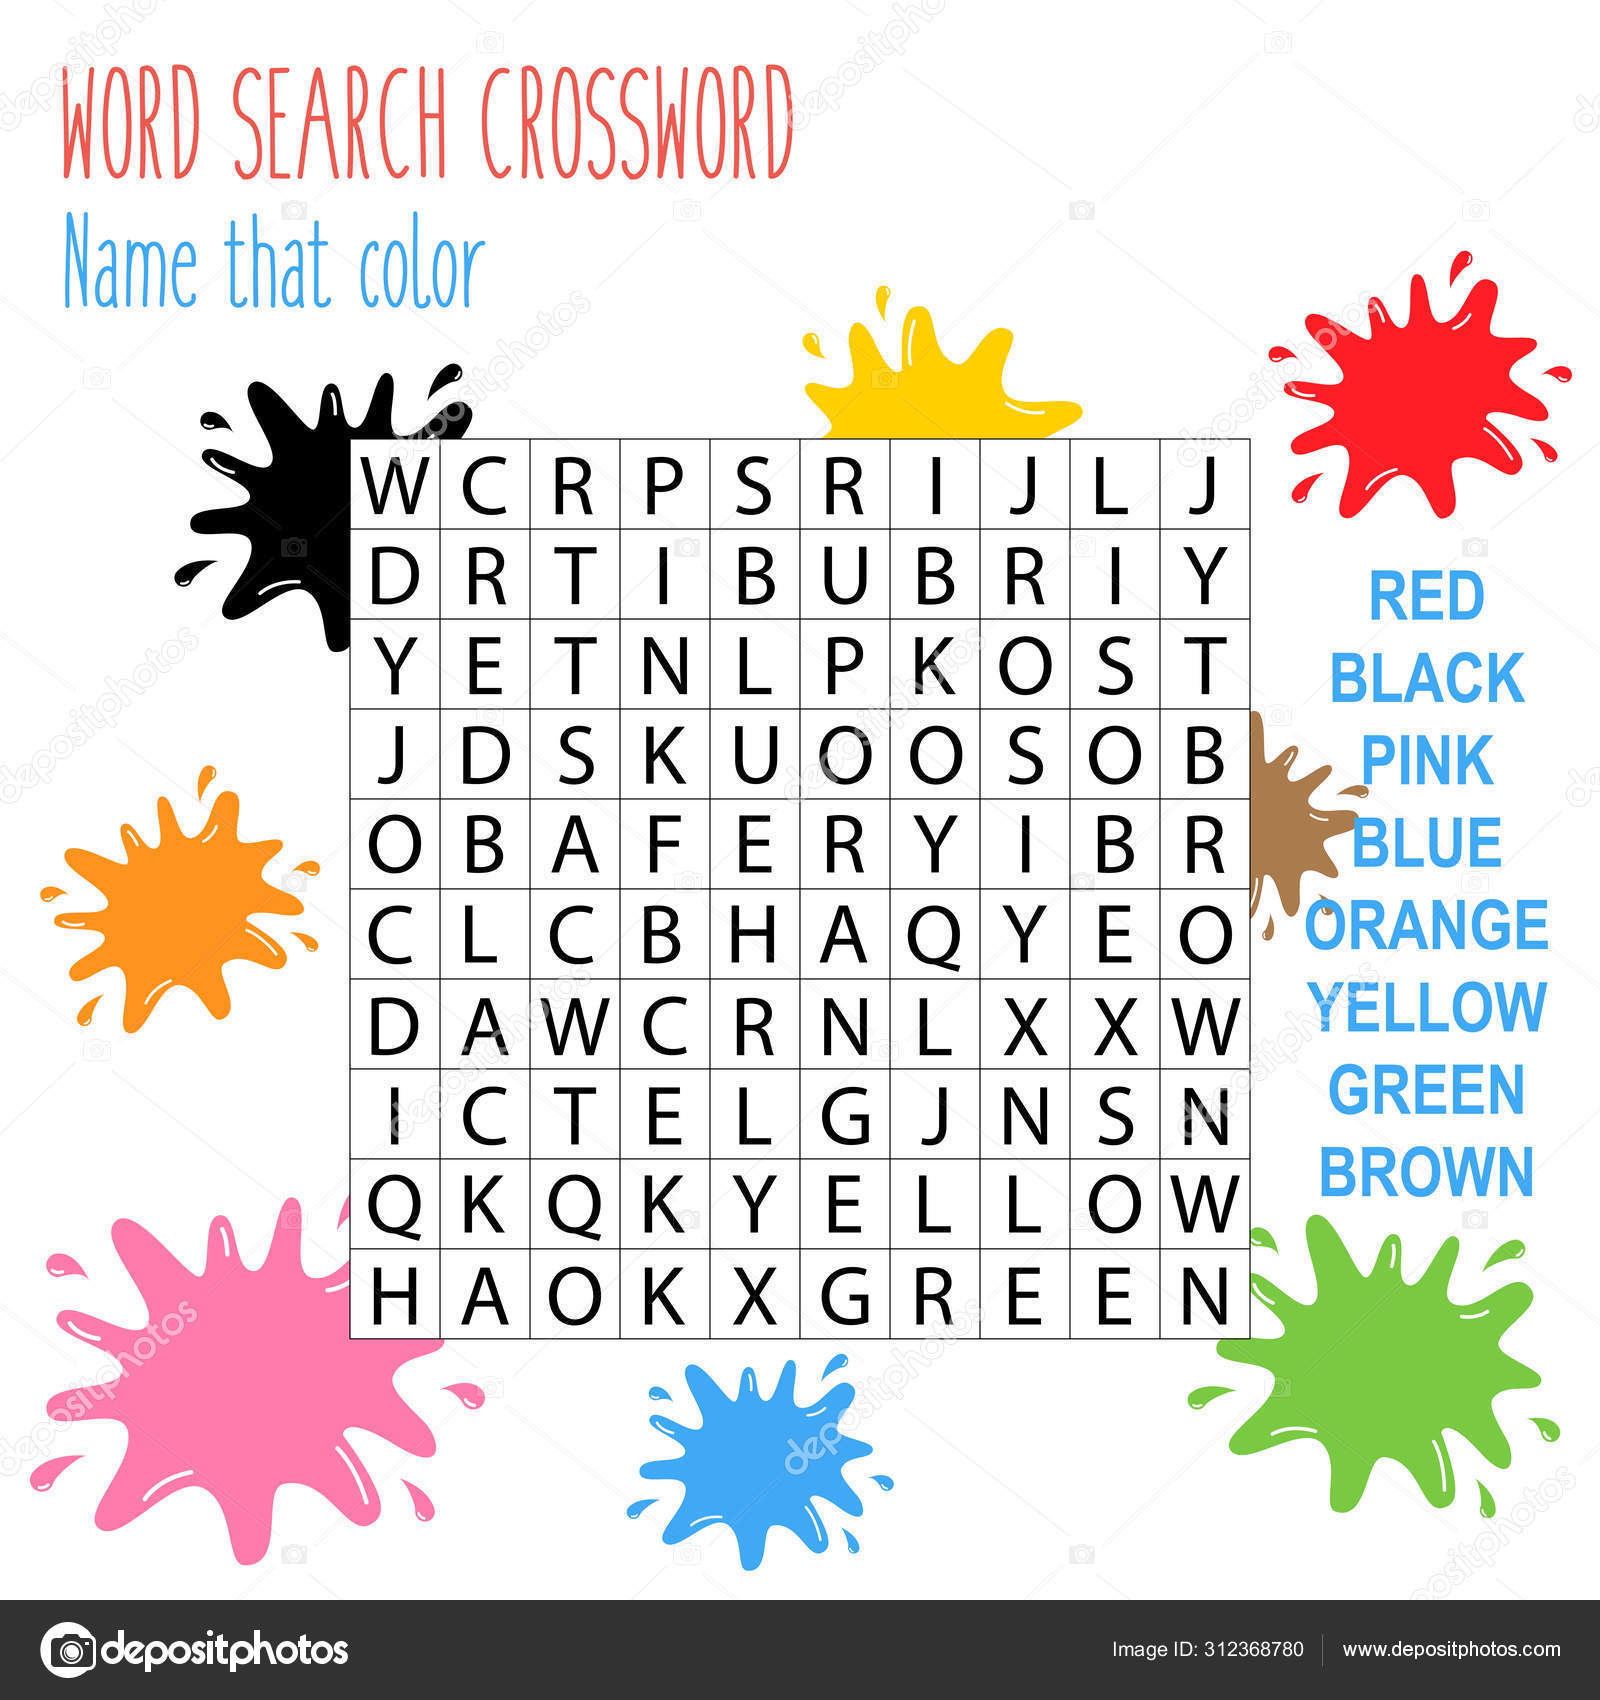 WORD SEARCH CROSSWORD
Name that color
W C R P S R I J L J
D R T I B U B R I Y
Y E T N L P K O S T
J D S K U O O S O B
O B A F E R Y I B R
C L C B H A Q Y E O
D A W C R N L X X W
I C T E L G J N S N
Q K Q K Y E L L O W
H A O K X G R E E N
RED
BLACK
PINK
BLUE
ORANGE
YELLOW
GREEN
BROWN
depositphotos
Image ID: 312368780
www.depositphotos.com